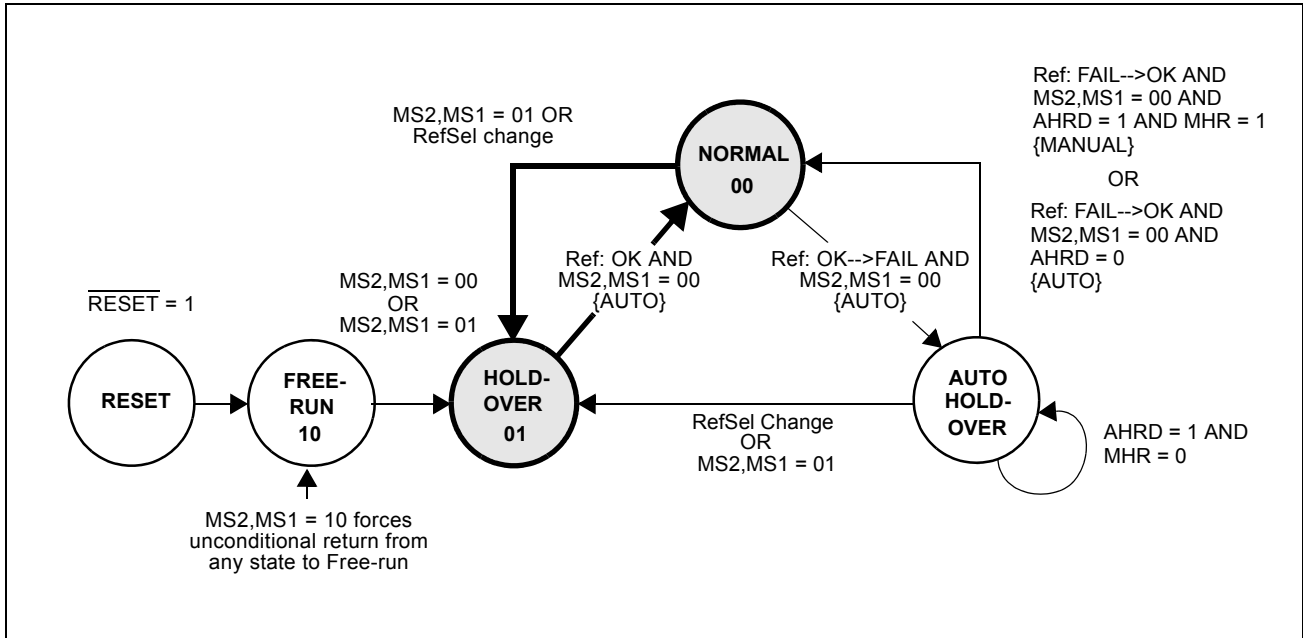 Ref: FAIL-->OK AND
MS2,MS1 = 00 AND
AHRD = 1 AND MHR = 1
{MANUAL}
OR
Ref: FAIL-->OK AND
MS2,MS1 = 00 AND
AHRD = 0
{AUTO}
MS2,MS1 = 01 OR
RefSel change
NORMAL
00
Ref: OK AND
MS2,MS1 = 00
{AUTO}
Ref: OK-->FAIL AND
MS2,MS1 = 00
{AUTO}
MS2,MS1 = 00
OR
MS2,MS1 = 01
RESET = 1
RESET
FREE-
RUN
10
HOLD-
OVER
01
AUTO
HOLD-
OVER
RefSel Change
OR
MS2,MS1 = 01
AHRD = 1 AND
MHR = 0
MS2,MS1 = 10 forces
unconditional return from
any state to Free-run